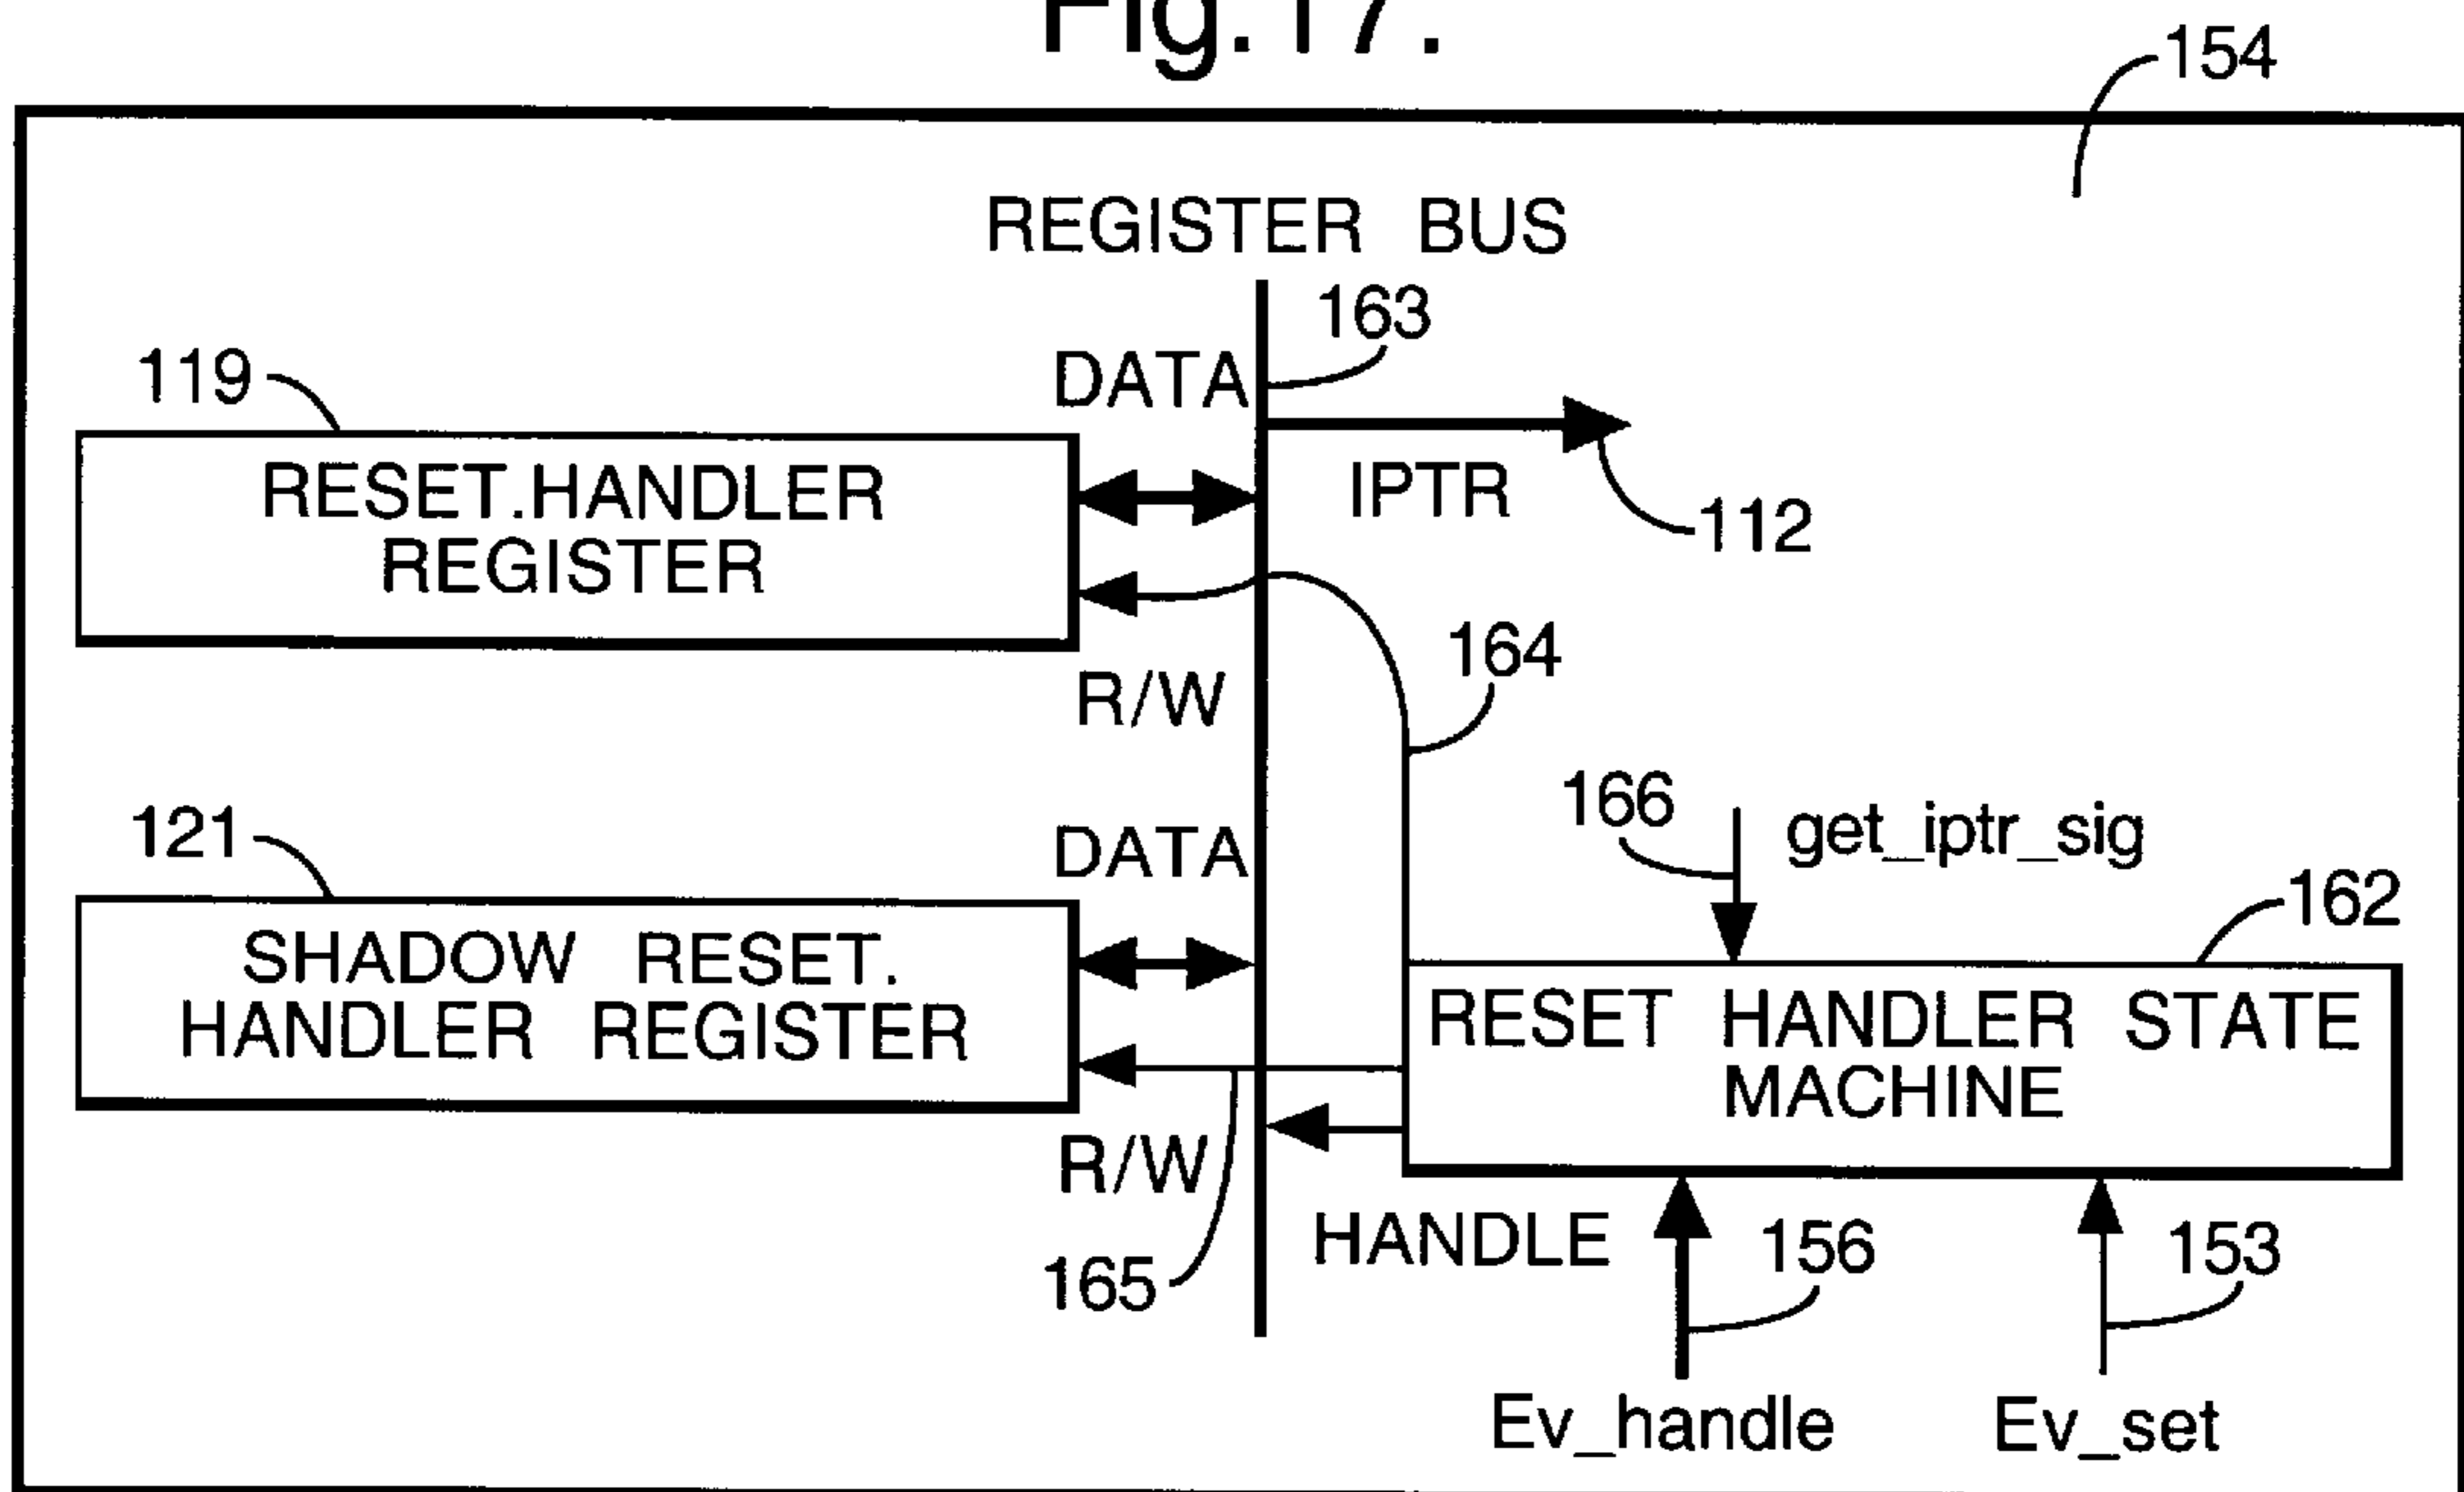 Fig.17.
154
REGISTER BUS
163
DATA
119
RESET.HANDLER
REGISTER
IPTR
112
R/W
164
166
get_iptr_sig
121
DATA
162
SHADOW RESET.
HANDLER REGISTER
RESET HANDLER STATE
MACHINE
R/W
165
HANDLE
156
153
Ev_handle
Ev_set